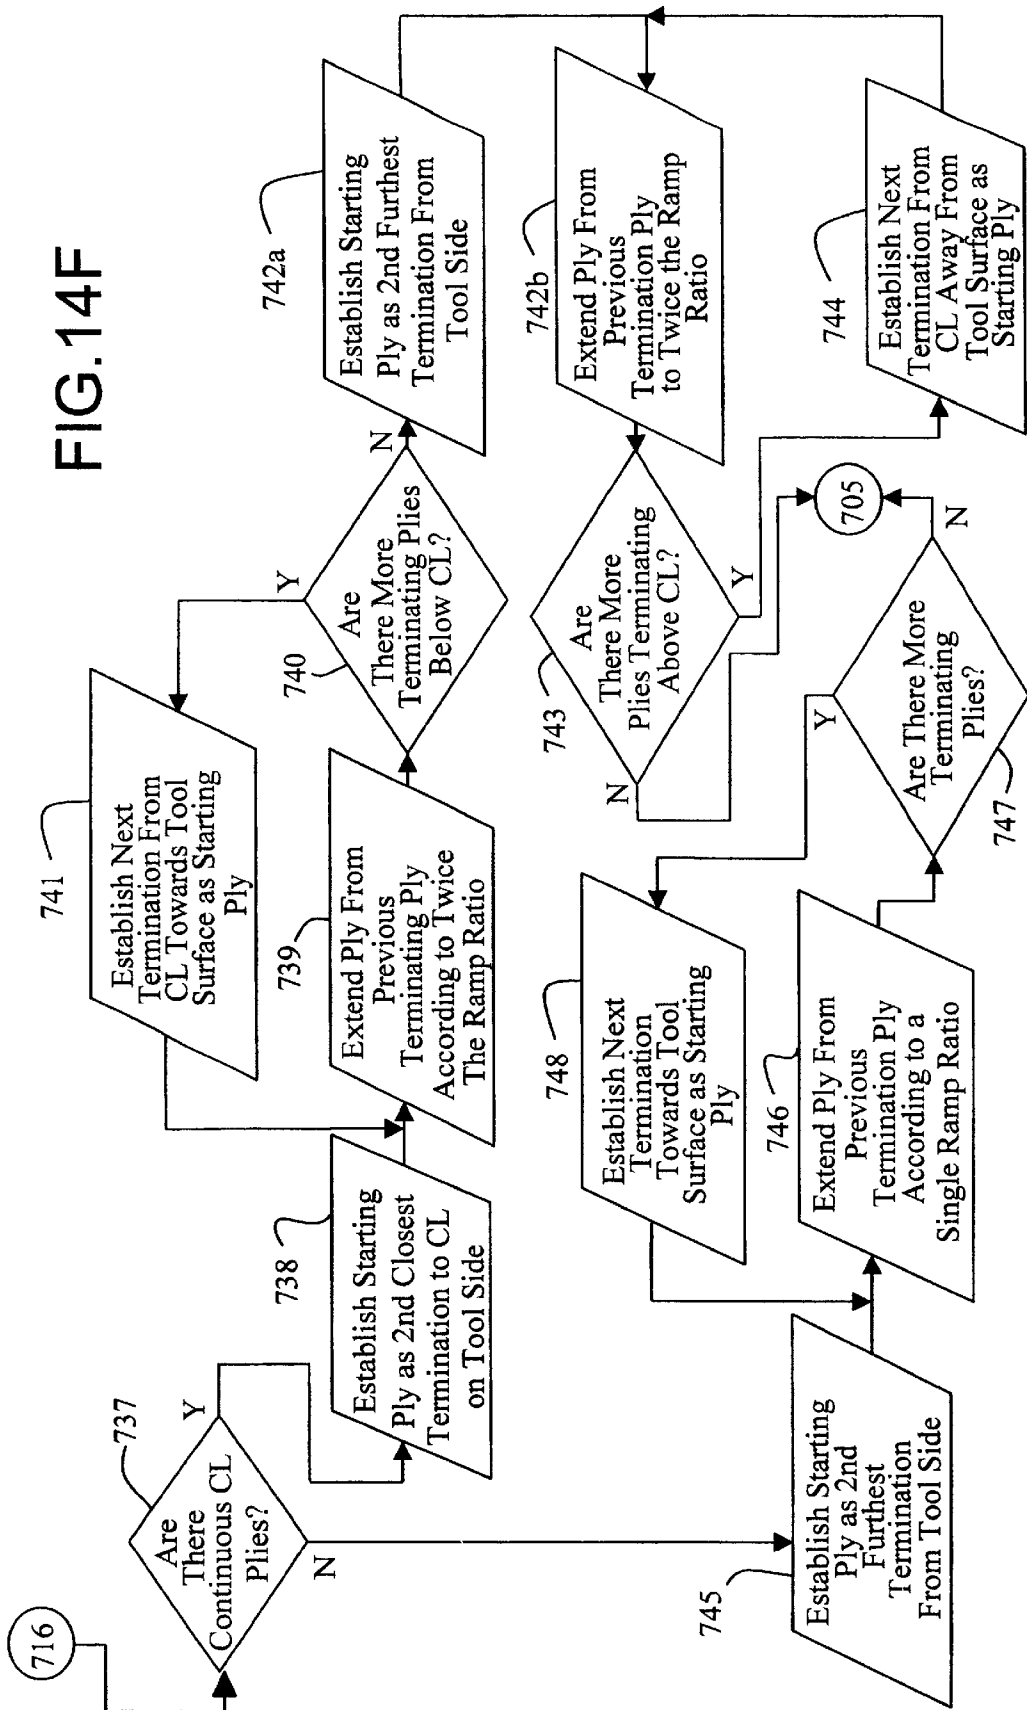 FIG.14F
716
737
Are
There
Continuous CL
Plies?
Y
N
738
Establish Starting
Ply as 2nd Closest
Termination to CL
on Tool Side
739
Extend Ply From
Previous
Terminating Ply
According to Twice
The Ramp Ratio
740
Are
There More
Terminating Plies
Below CL?
Y
N
741
Establish Next
Termination From
CL Towards Tool
Surface as Starting
Ply
742a
Establish Starting
Ply as 2nd Furthest
Termination From
Tool Side
742b
Extend Ply From
Previous
Termination Ply
to Twice the Ramp
Ratio
743
Are
There More
Plies Terminating
Above CL?
N
Y
744
Establish Next
Termination From
CL Away From
Tool Surface as
Starting Ply
705
745
Establish Starting
Ply as 2nd
Furthest
Termination
From Tool Side
746
Extend Ply From
Previous
Termination Ply
According to a
Single Ramp Ratio
747
Are There More
Terminating
Plies?
Y
N
748
Establish Next
Termination
Towards Tool
Surface as Starting
Ply